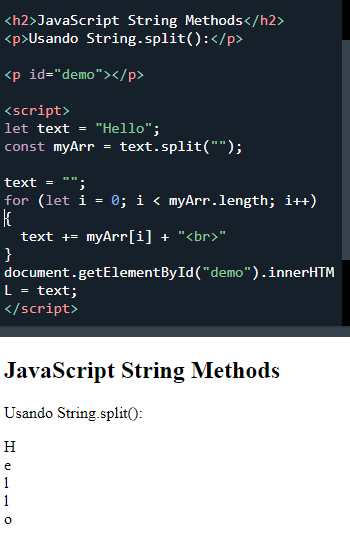 <h2>JavaScript String Methods</h2>
<p>Usando String.split():</p>
<p id="demo"></p>
<script>
let text = "Hello";
const myArr = text.split("");
text = "";
for (let i = 0; i < myArr.length; i++)
{
text += myArr[i] + "<br>"
}
document.getElementById("demo").innerHTM
L = text;
</script>
JavaScript String Methods
Usando String.split():
H
e
l
l
o